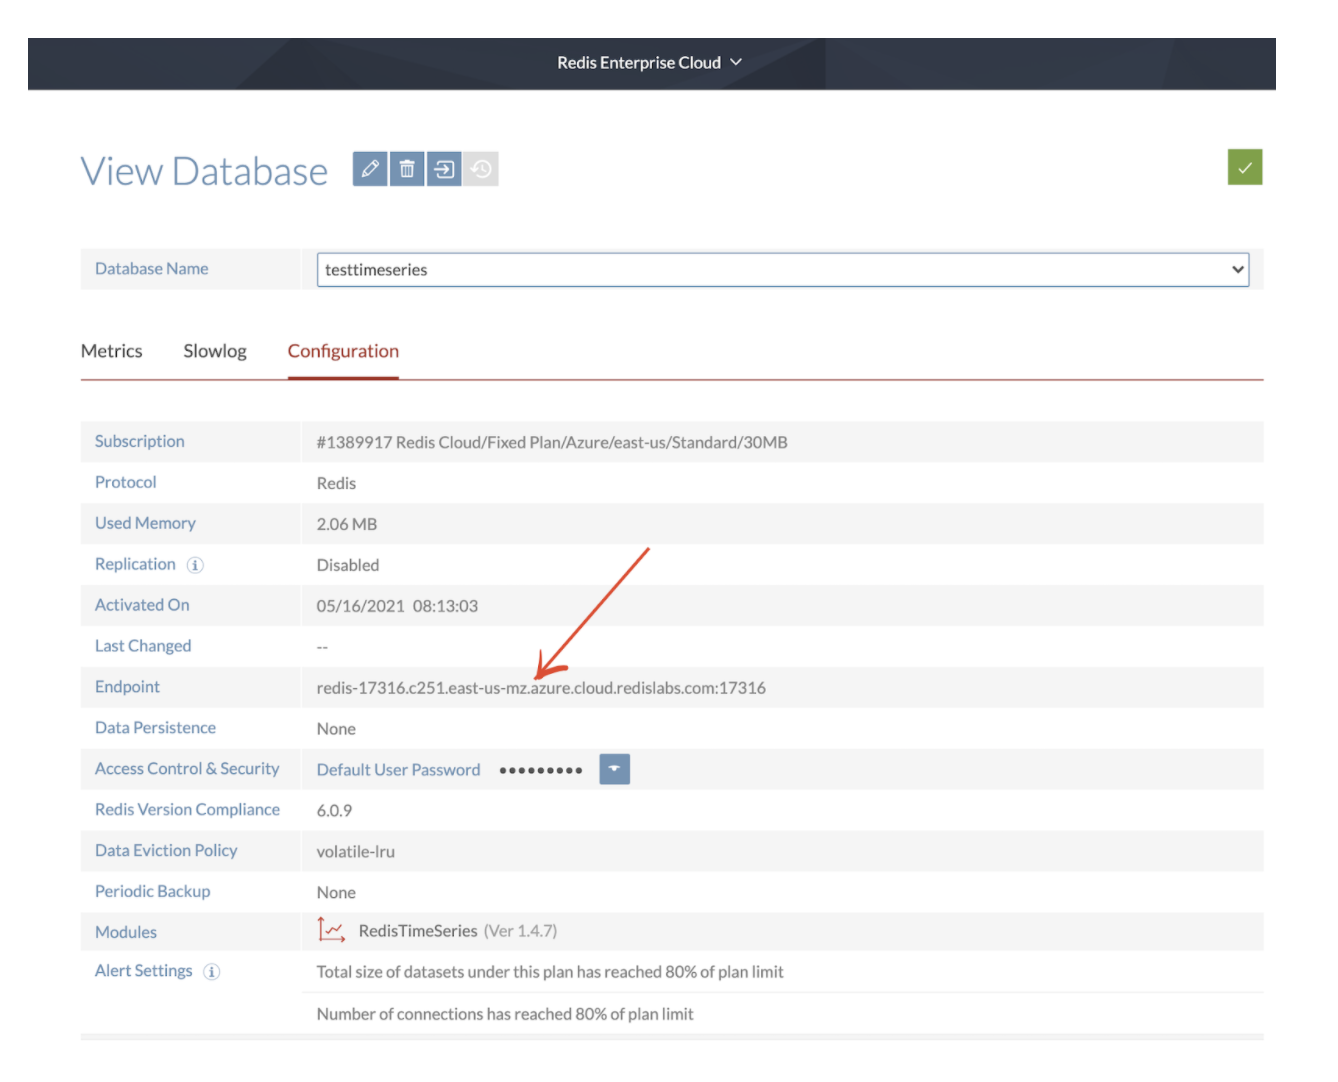 Redis Enterprise Cloud
View Database
Database Name testtimeseries
Metrics Slowlog Configuration
Subscription #1389917 Redis Cloud/Fixed Plan/Azure/east-us/Standard/30MB
Protocol Redis
Used Memory 2.06 MB
Replication Disabled
Activated On 05/16/2021 08:13:03
Last Changed --
Endpoint redis-17316.c251.east-us-mz.azure.cloud.redislabs.com:17316
Data Persistence None
Access Control & Security Default User Password •••••••••
Redis Version Compliance 6.0.9
Data Eviction Policy volatile-lru
Periodic Backup None
Modules RedisTimeSeries (Ver 1.4.7)
Alert Settings Total size of datasets under this plan has reached 80% of plan limit
Number of connections has reached 80% of plan limit